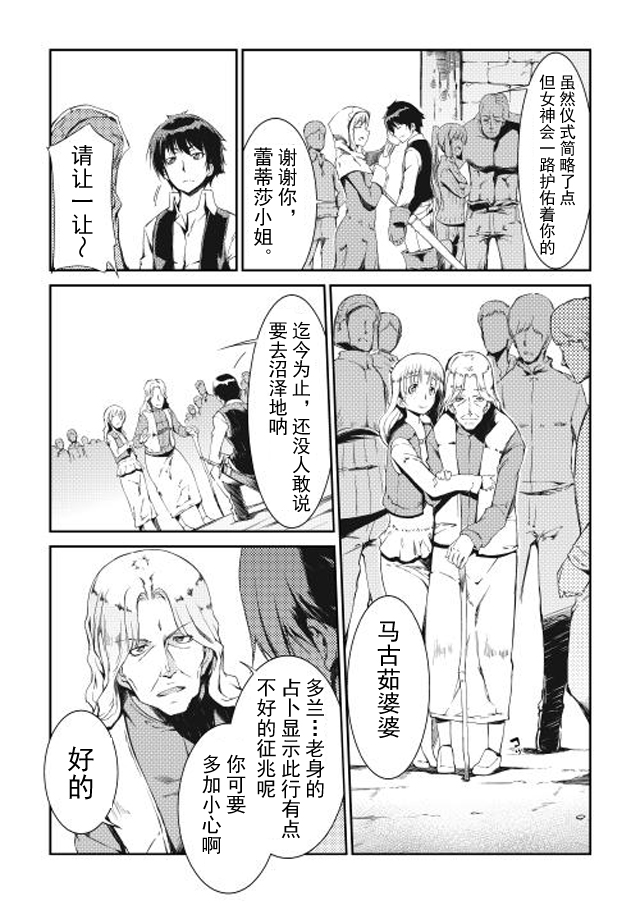 虽然仪式简略了点
但女神会一路护佑着你的
谢谢你，
蕾蒂莎小姐。
请让一让～
马古茹婆婆
迄今为止，还没人敢说
要去沼泽地呐
多兰…老身的
占卜显示此行有点
不好的征兆呢
你可要
多加小心啊
好的